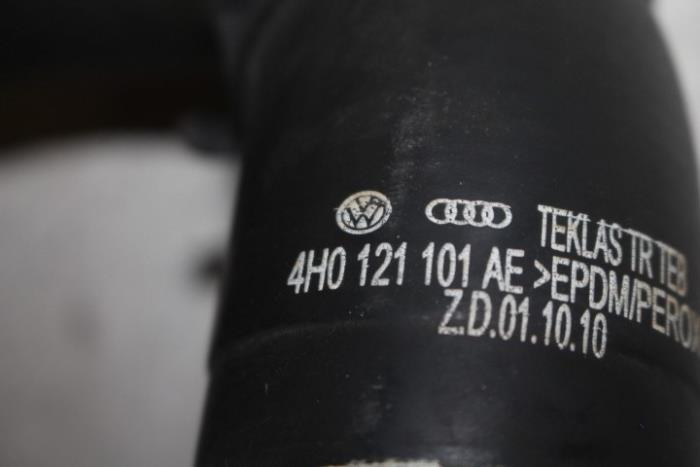 TEKLAS TR TEB
4H0 121 101 AE >EPDM/PERO
Z.D.01.10.10